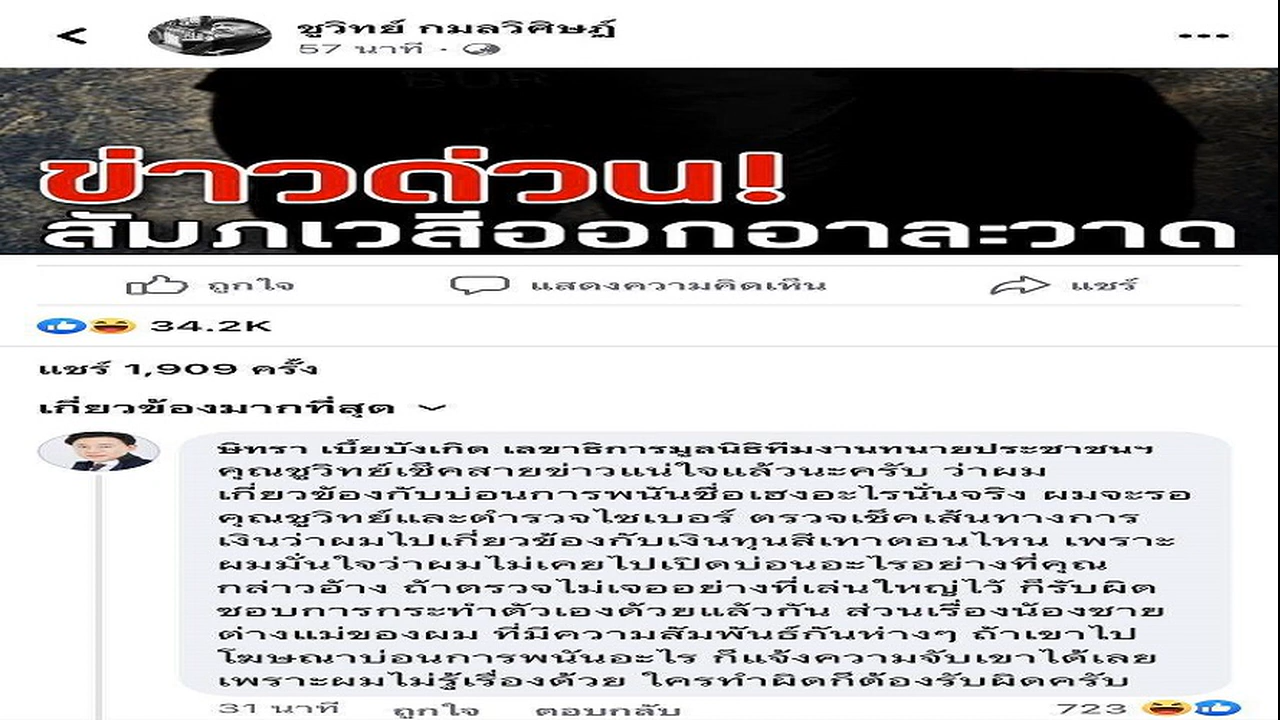 ชูวิทย์ กมลวิศิษฎ์
57 นาที ·
ข่าวด่วน!
สัมภเวสีออกอาละวาด
ถูกใจ แสดงความคิดเห็น แชร์
34.2K
แชร์ 1,909 ครั้ง
เกี่ยวข้องมากที่สุด
ษิทรา เบี้ยบังเกิด เลขาธิการมูลนิธิทีมงานทนายประชาชนฯ
คุณชูวิทย์เช็คสายข่าวแน่ใจแล้วนะครับ ว่าผม
เกี่ยวข้องกับบ่อนการพนันชื่อเฮงอะไรนั่นจริง ผมจะรอ
คุณชูวิทย์และตำรวจไซเบอร์ ตรวจเช็คเส้นทางการ
เงินว่าผมไปเกี่ยวข้องกับเงินทุนสีเทาตอนไหน เพราะ
ผมมั่นใจว่าผมไม่เคยไปเปิดบ่อนอะไรอย่างที่คุณ
กล่าวอ้าง ถ้าตรวจไม่เจออย่างที่เล่นใหญ่ไว้ ก็รับผิด
ชอบการกระทำตัวเองด้วยแล้วกัน ส่วนเรื่องน้องชาย
ต่างแม่ของผม ที่มีความสัมพันธ์กันห่างๆ ถ้าเขาไป
โฆษณาบ่อนการพนันอะไร ก็แจ้งความจับเขาได้เลย
เพราะผมไม่รู้เรื่องด้วย ใครทำผิดก็ต้องรับผิดครับ
31 นาที ถูกใจ ตอบกลับ 723